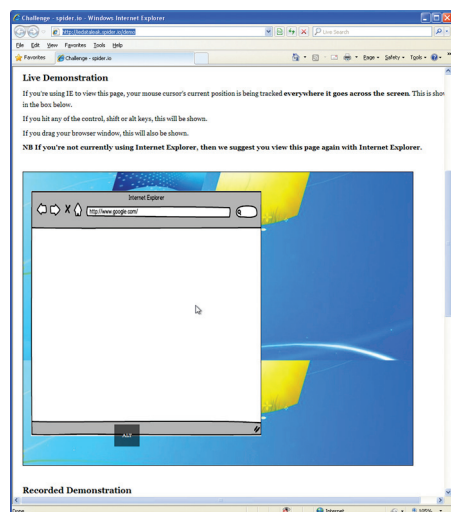 Challenge - spider.io - Windows Internet Explorer
http://iedataleak.spider.io/demo
Live Search
File Edit View Favorites Tools Help
Favorites Challenge - spider.io Page Safety Tools
Live Demonstration
If you're using IE to view this page, your mouse cursor's current position is being tracked everywhere it goes across the screen. This is show
in the box below.
If you hit any of the control, shift or alt keys, this will be shown.
If you drag your browser window, this will also be shown.
NB If you're not currently using Internet Explorer, then we suggest you view this page again with Internet Explorer.
Internet Explorer
http://www.google.com/
Recorded Demonstration
Done Internet 105%